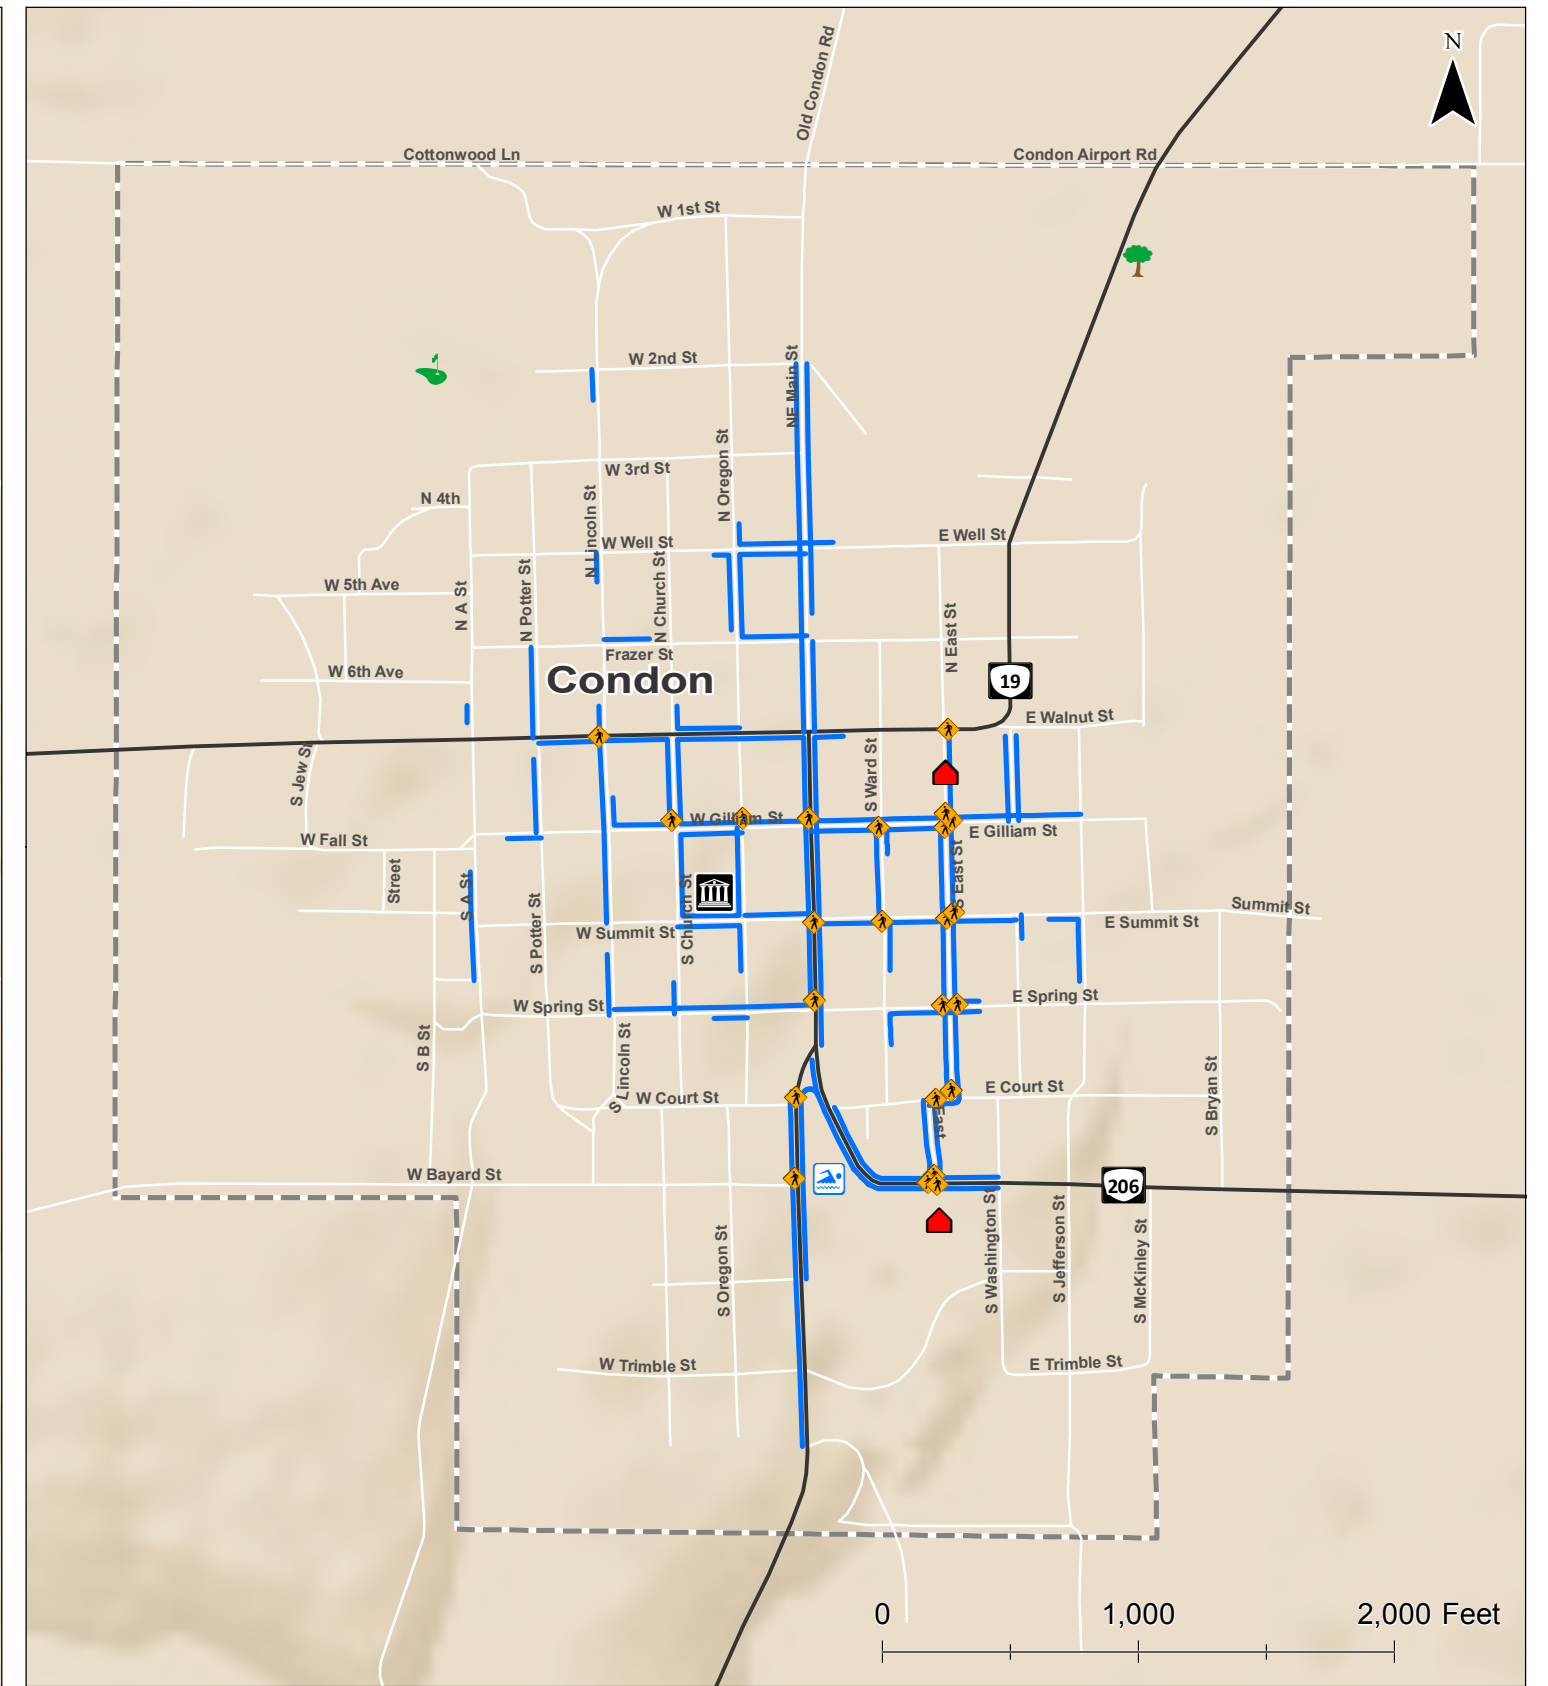 N
Old Condon Rd
Cottonwood Ln
Condon Airport Rd
W 1st St
W 2nd St
NE Main St
W 3rd St
N Oregon St
N 4th
N Lincoln St
W Well St
E Well St
W 5th Ave
N A St
N Potter St
N Church St
N East St
Frazer St
W 6th Ave
Condon
19
E Walnut St
S Jew St
S Ward St
W Gilliam St
E Gilliam St
W Fall St
Street
S A St
S East St
S Church St
Summit St
E Summit St
W Summit St
S Potter St
W Spring St
E Spring St
S B St
S Lincoln St
W Court St
E Court St
East
S Bryan St
W Bayard St
206
S Oregon St
S Washington St
S Jefferson St
S McKinley St
W Trimble St
E Trimble St
0 1,000 2,000 Feet